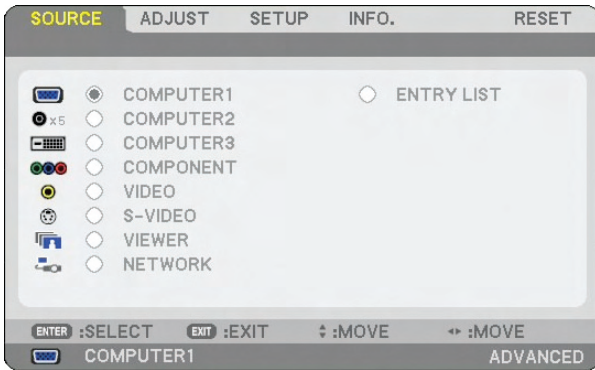 SOURCE ADJUST SETUP INFO. RESET
COMPUTER1 ENTRY LIST
x5 COMPUTER2
COMPUTER3
COMPONENT
VIDEO
S-VIDEO
VIEWER
NETWORK
ENTER :SELECT EXIT :EXIT :MOVE :MOVE
COMPUTER1 ADVANCED